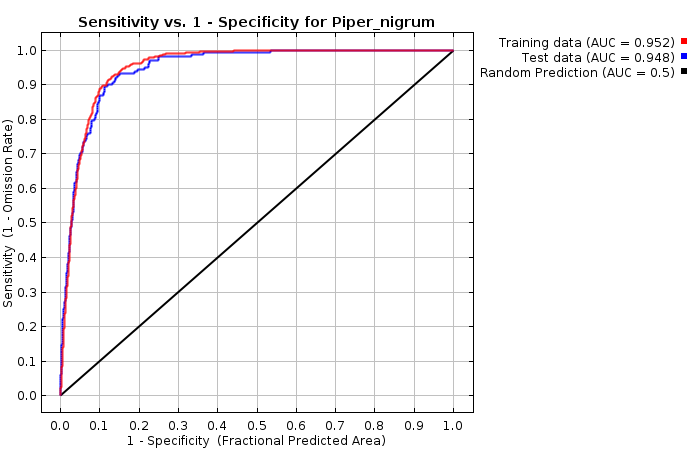 Sensitivity vs. 1 - Specificity for Piper_nigrum
Training data (AUC = 0.952)
Test data (AUC = 0.948)
Random Prediction (AUC = 0.5)
Sensitivity (1 - Omission Rate)
1.0
0.9
0.8
0.7
0.6
0.5
0.4
0.3
0.2
0.1
0.0
0.0 0.1 0.2 0.3 0.4 0.5 0.6 0.7 0.8 0.9 1.0
1 - Specificity (Fractional Predicted Area)